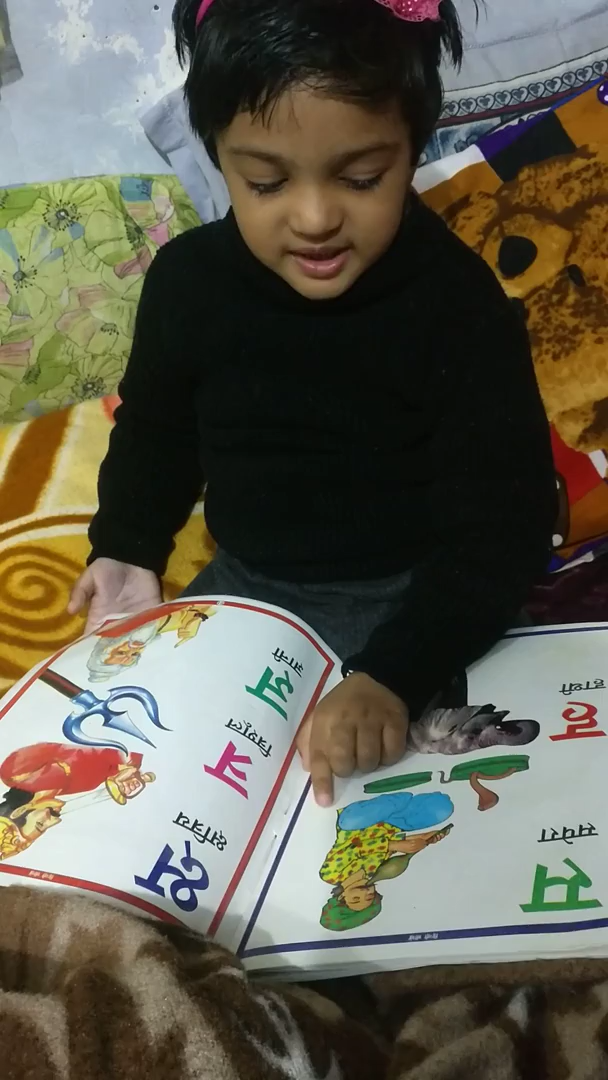 स
सपेरा
ह
हाथी
क्ष
क्षत्रिय
त्र
त्रिशूल
ज्ञ
ज्ञानी